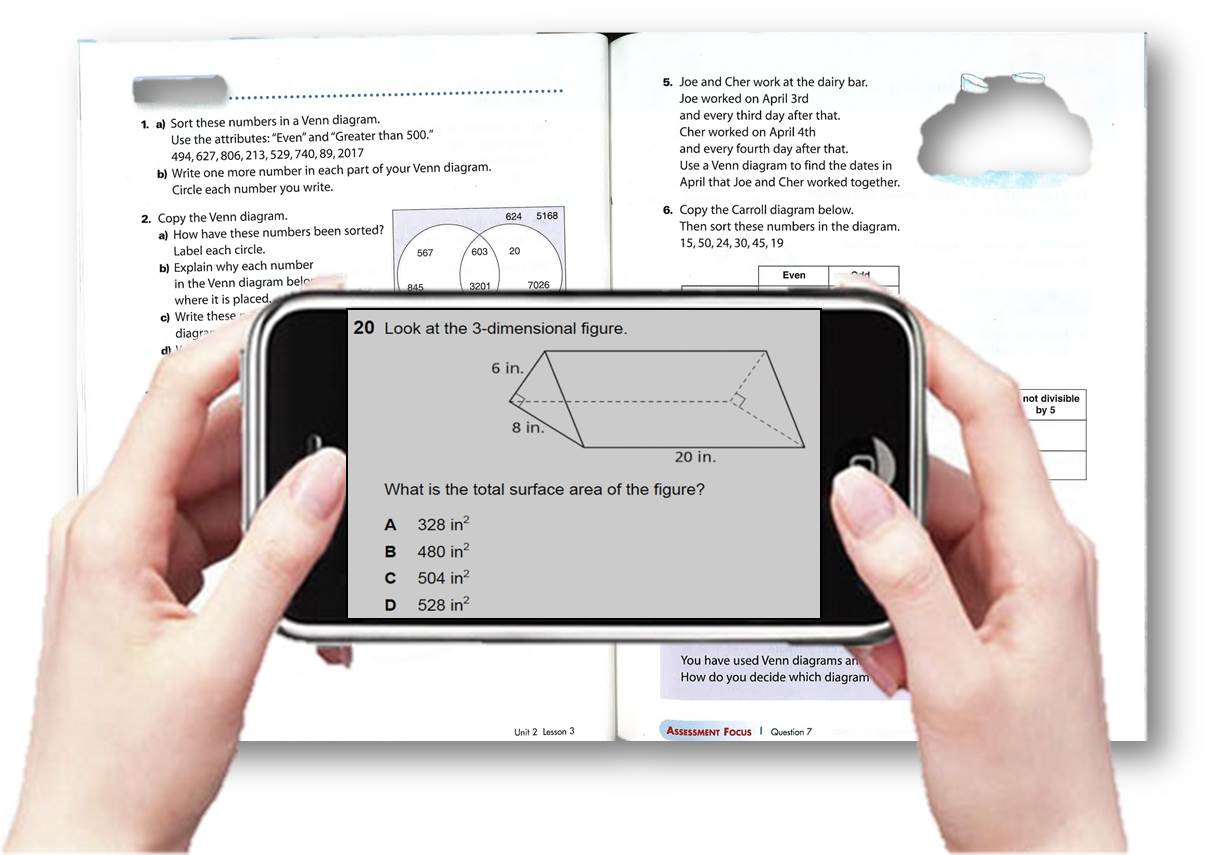 1. a) Sort these numbers in a Venn diagram.
Use the attributes: "Even" and "Greater than 500."
494, 627, 806, 213, 529, 740, 89, 2017
b) Write one more number in each part of your Venn diagram.
Circle each number you write.
2. Copy the Venn diagram.
a) How have these numbers been sorted?
Label each circle.
b) Explain why each number
in the Venn diagram
where it is placed.
c) Write these
d)
624 5168
567 603 20
845 3201 7026
5. Joe and Cher work at the dairy bar.
Joe worked on April 3rd
and every third day after that.
Cher worked on April 4th
and every fourth day after that.
Use a Venn diagram to find the dates in
April that Joe and Cher worked together.
6. Copy the Carroll diagram below.
Then sort these numbers in the diagram.
15, 50, 24, 30, 45, 19
Even Odd
not divisible
by 5
20 Look at the 3-dimensional figure.
6 in.
8 in.
20 in.
What is the total surface area of the figure?
A 328 in²
B 480 in²
C 504 in²
D 528 in²
You have used Venn diagrams
How do you decide which diagram
Unit 2 Lesson 3
ASSESSMENT FOCUS | Question 7